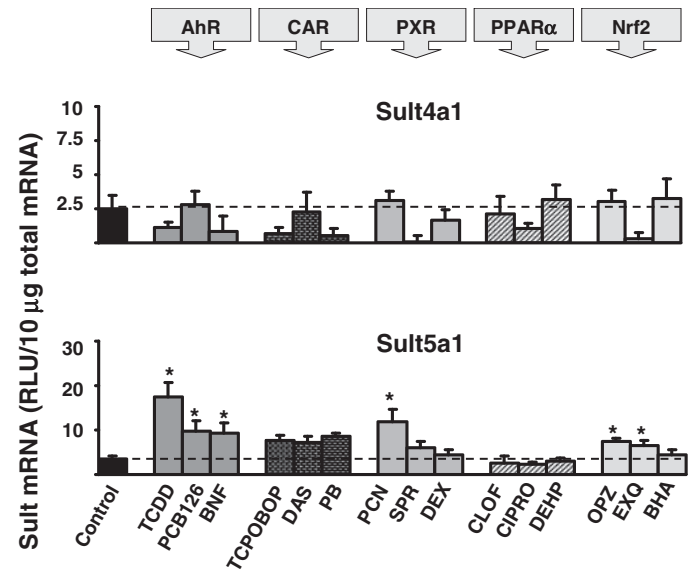 AhR CAR PXR PPARα Nrf2
Sult4a1
10
7.5
5
2.5
Sult mRNA (RLU/10 µg total mRNA)
Sult5a1
30
20
10
* * * * * *
Control TCDD PCB126 BNF TCPOBOP DAS PB PCN SPR DEX CLOF CIPRO DEHP OPZ EXQ BHA